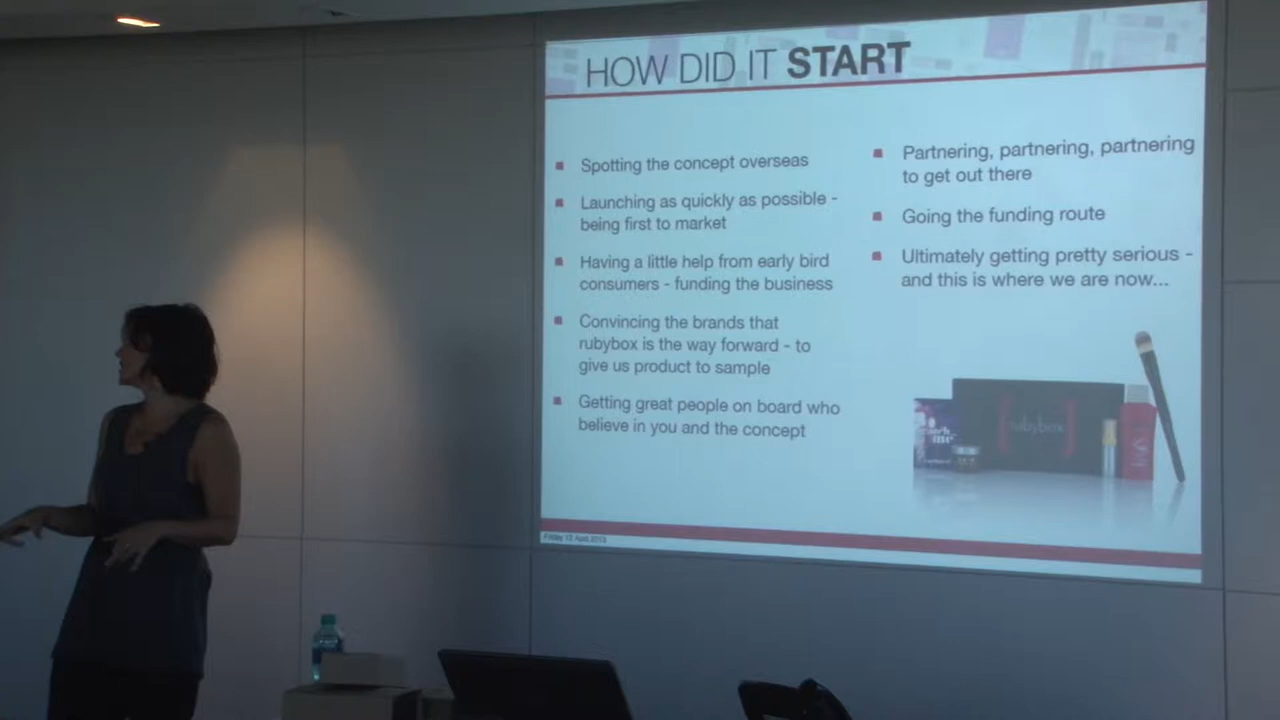 HOW DID IT START
Spotting the concept overseas
Launching as quickly as possible -
being first to market
Having a little help from early bird
consumers - funding the business
Convincing the brands that
rubybox is the way forward - to
give us product to sample
Getting great people on board who
believe in you and the concept
Partnering, partnering, partnering
to get out there
Going the funding route
Ultimately getting pretty serious -
and this is where we are now...
rubybox
Friday 12 April 2013